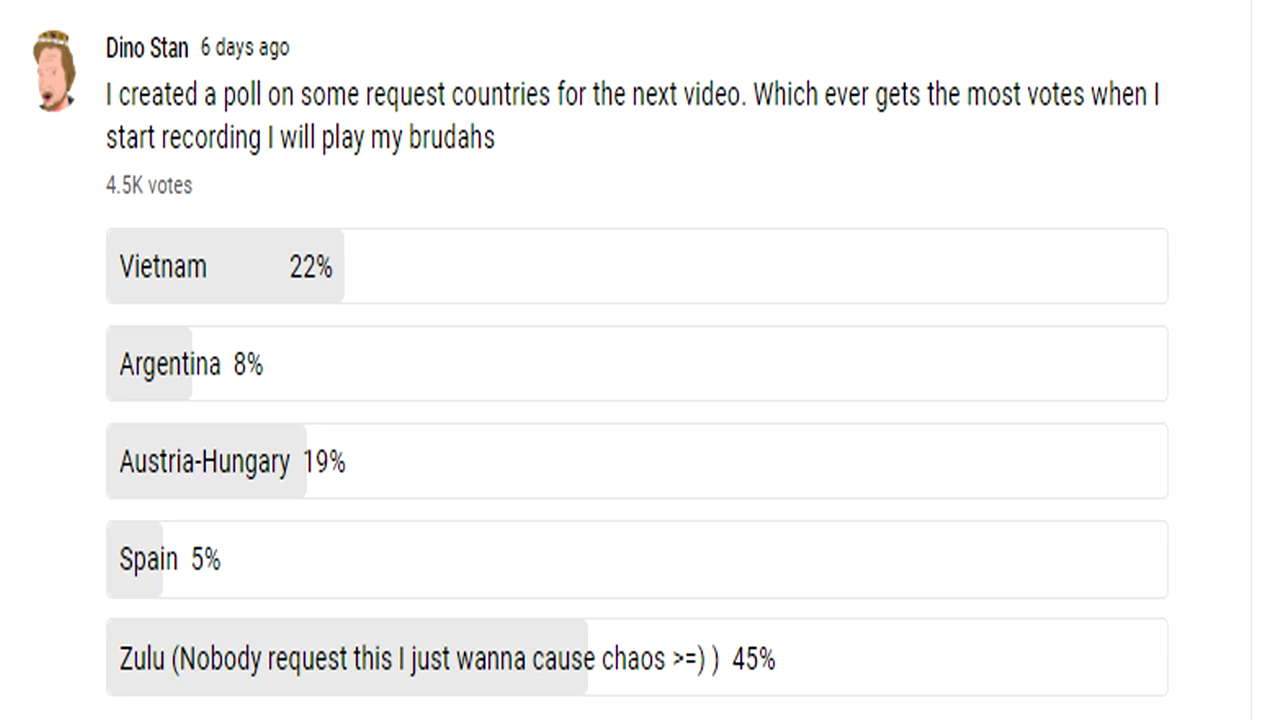 Dino Stan 6 days ago
I created a poll on some request countries for the next video. Which ever gets the most votes when I
start recording I will play my brudahs
4.5K votes
Vietnam 22%
Argentina 8%
Austria-Hungary 19%
Spain 5%
Zulu (Nobody request this I just wanna cause chaos >=) ) 45%